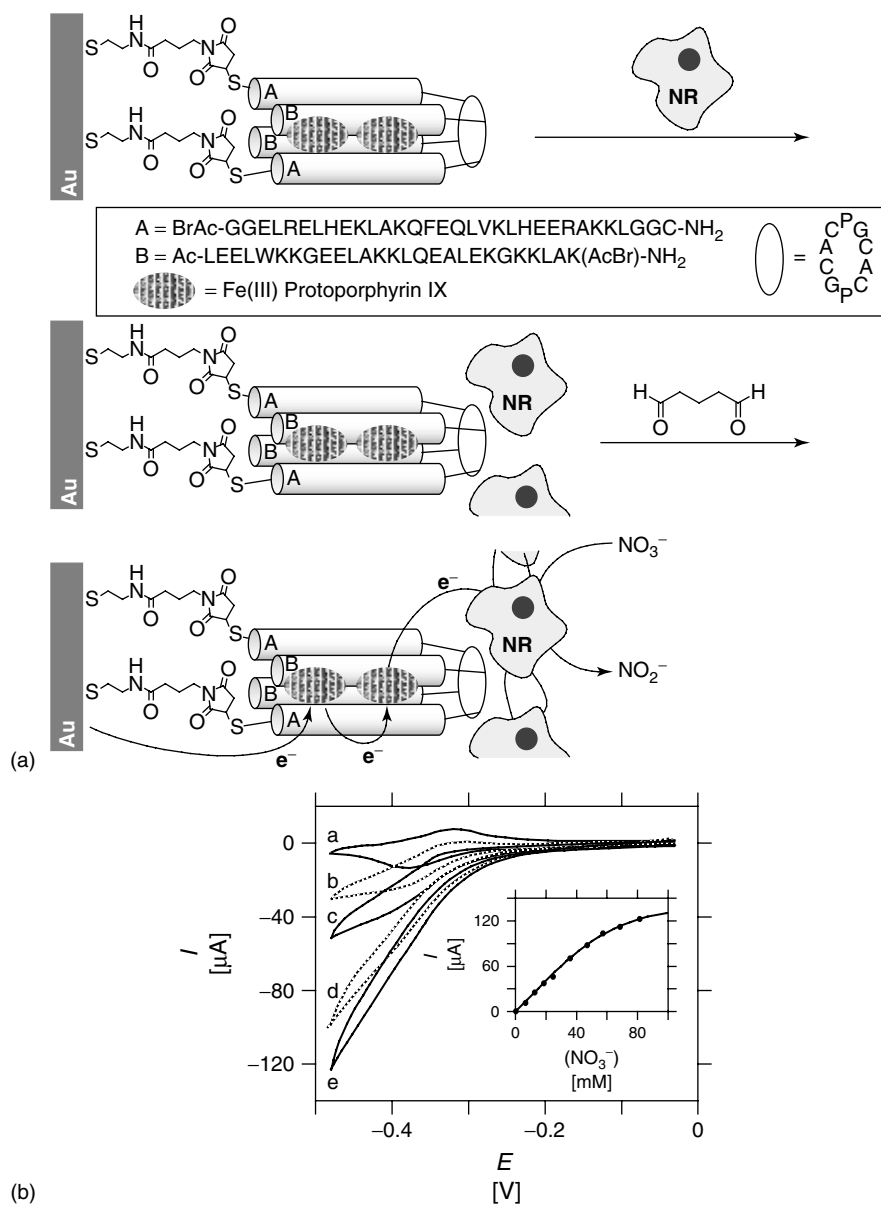 Au
S
H
N
O
N
O
O
S
A
B
NR
S
H
N
O
N
O
O
S
B
A
A = BrAc-GGELRELHEKLAKQFEQLVKLHEERAKKLGGC-NH2
B = Ac-LEELWKKGEELAKKLQEALEKGKKLAK(AcBr)-NH2
= Fe(III) Protoporphyrin IX
=
P G C A C P G C A C
Au
S
H
N
O
N
O
O
S
A
B
NR
H H
O O
S
H
N
O
N
O
O
S
B
A
Au
S
H
N
O
N
O
O
S
A
B
e−
NR
NO3−
NO2−
S
H
N
O
N
O
O
S
B
A
e−
e−
(a)
0
−40
−80
−120
I
[μA]
a
b
c
d
e
120
60
0
I
[μA]
0 40 80
(NO3−)
[mM]
−0.4 −0.2 0
E
[V]
(b)